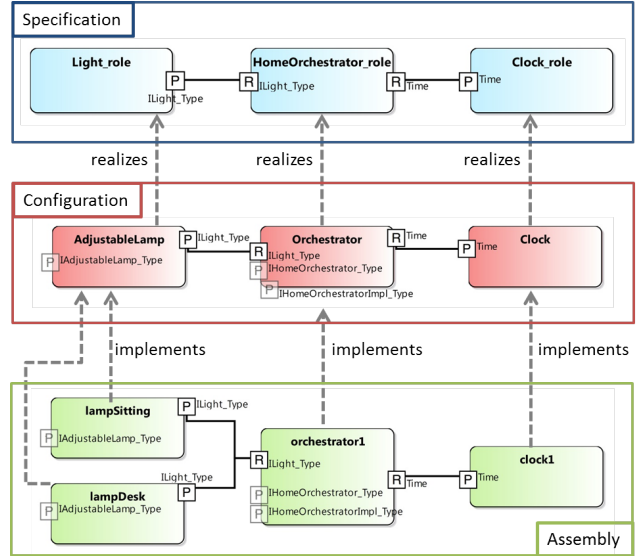 Specification
Light_role
HomeOrchestrator_role
Clock_role
P
R
R
P
ILight_Type
ILight_Type
Time
Time
realizes
realizes
realizes
Configuration
AdjustableLamp
Orchestrator
Clock
P
ILight_Type
R
Time
P
IAdjustableLamp_Type
R
ILight_Type
P
Time
P
IHomeOrchestrator_Type
P
IHomeOrchestratorImpl_Type
implements
implements
implements
lampSitting
P
ILight_Type
P
IAdjustableLamp_Type
orchestrator1
clock1
R
ILight_Type
ILight_Type
lampDesk
P
P
IAdjustableLamp_Type
P
IHomeOrchestrator_Type
R
Time
P
Time
P
IHomeOrchestratorImpl_Type
Assembly